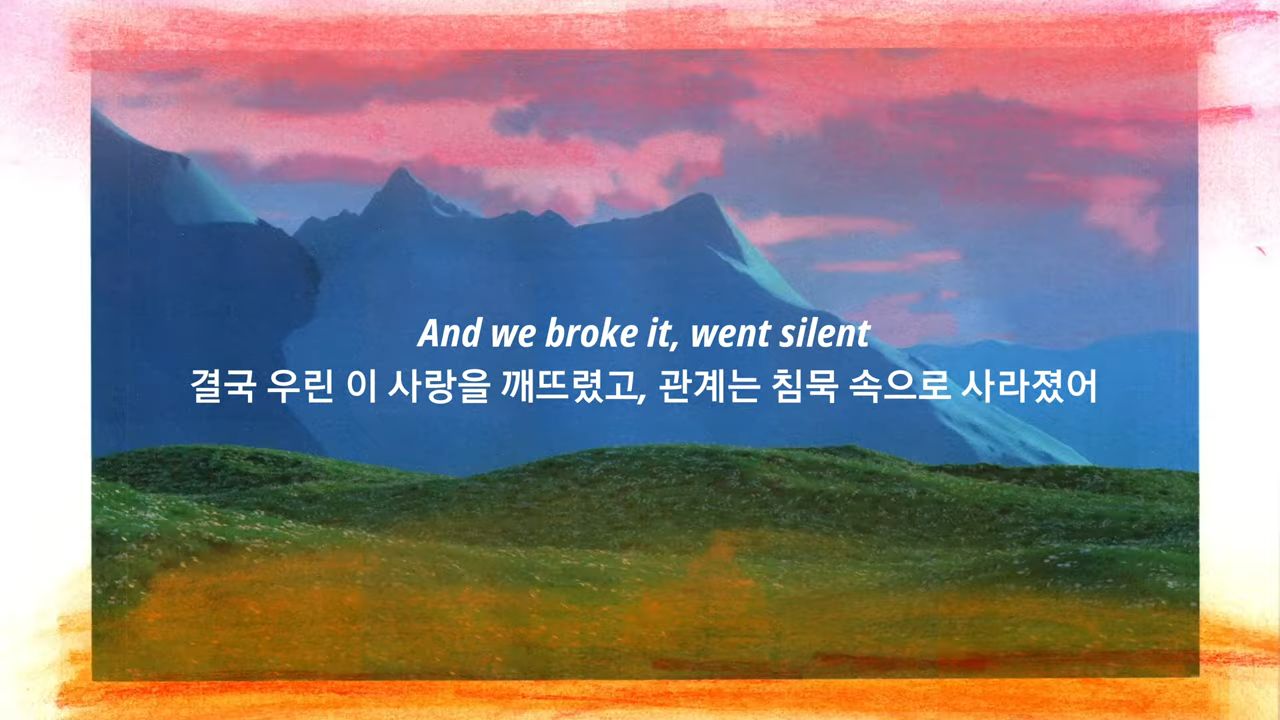 And we broke it, went silent
결국 우린 이 사랑을 깨뜨렸고, 관계는 침묵 속으로 사라졌어